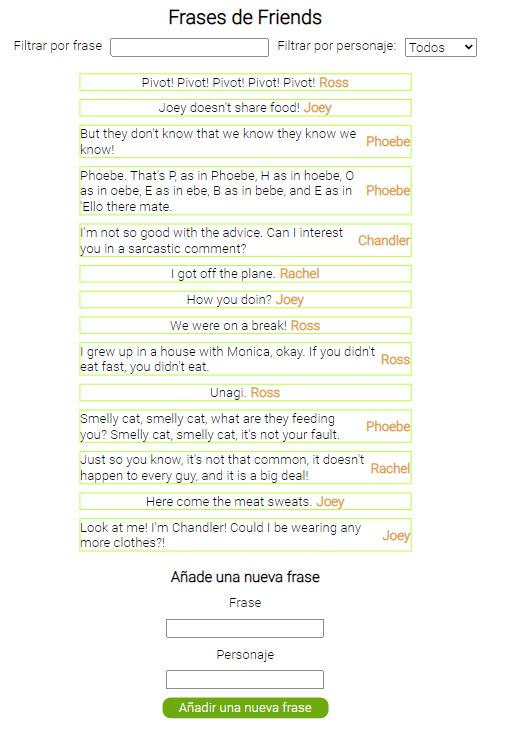 Frases de Friends
Filtrar por frase Filtrar por personaje: Todos
Pivot! Pivot! Pivot! Pivot! Pivot! Ross
Joey doesn't share food! Joey
But they don't know that we know they know we
know!
Phoebe
Phoebe. That's P, as in Phoebe, H as in hoebe, O
as in oebe, E as in ebe, B as in bebe, and E as in
'Ello there mate.
Phoebe
I'm not so good with the advice. Can I interest
you in a sarcastic comment?
Chandler
I got off the plane. Rachel
How you doin? Joey
We were on a break! Ross
I grew up in a house with Monica, okay. If you didn't
eat fast, you didn't eat.
Ross
Unagi. Ross
Smelly cat, smelly cat, what are they feeding
you? Smelly cat, smelly cat, it's not your fault.
Phoebe
Just so you know, it's not that common, it doesn't
happen to every guy, and it is a big deal!
Rachel
Here come the meat sweats. Joey
Look at me! I'm Chandler! Could I be wearing any
more clothes?!
Joey
Añade una nueva frase
Frase
Personaje
Añadir una nueva frase